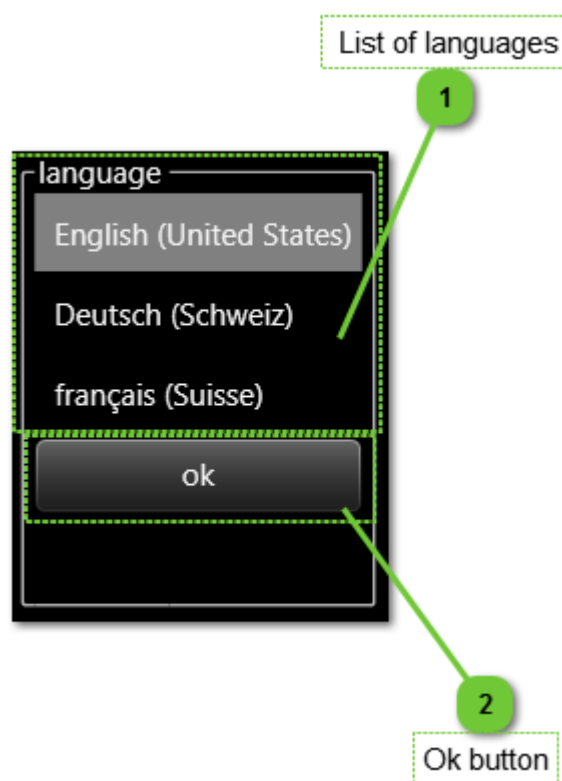 List of languages
1
language
English (United States)
Deutsch (Schweiz)
français (Suisse)
ok
2
Ok button